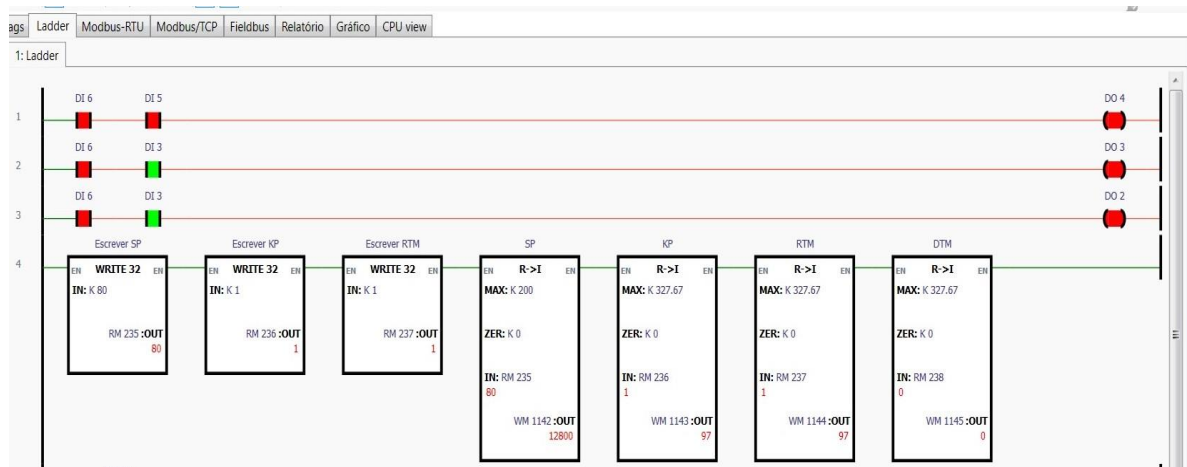 ags Ladder Modbus-RTU Modbus/TCP Fieldbus Relatório Gráfico CPU view
1: Ladder
DI 6 DI 5 DO 4
1
DI 6 DI 3 DO 3
2
DI 6 DI 3 DO 2
3
Escrever SP Escrever KP Escrever RTM SP KP RTM DTM
4
EN WRITE 32 EN EN WRITE 32 EN EN WRITE 32 EN EN R->I EN EN R->I EN EN R->I EN EN R->I EN
IN: K 80 IN: K 1 IN: K 1 MAX: K 200 MAX: K 327.67 MAX: K 327.67 MAX: K 327.67
RM 235 :OUT RM 236 :OUT RM 237 :OUT ZER: K 0 ZER: K 0 ZER: K 0 ZER: K 0
80 1 1
IN: RM 235 IN: RM 236 IN: RM 237 IN: RM 238
80 1 1 0
WM 1142 :OUT WM 1143 :OUT WM 1144 :OUT WM 1145 :OUT
12800 97 97 0